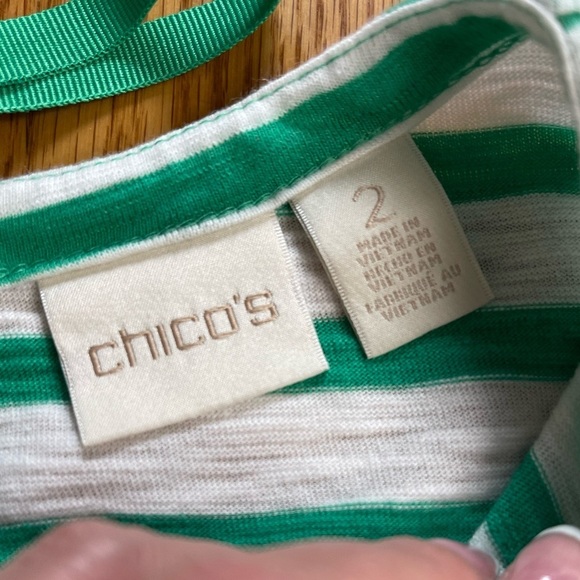 chico's
2
MADE IN
VIETNAM
HECHO EN
VIETNAM
FABRIQUÉ AU
VIETNAM